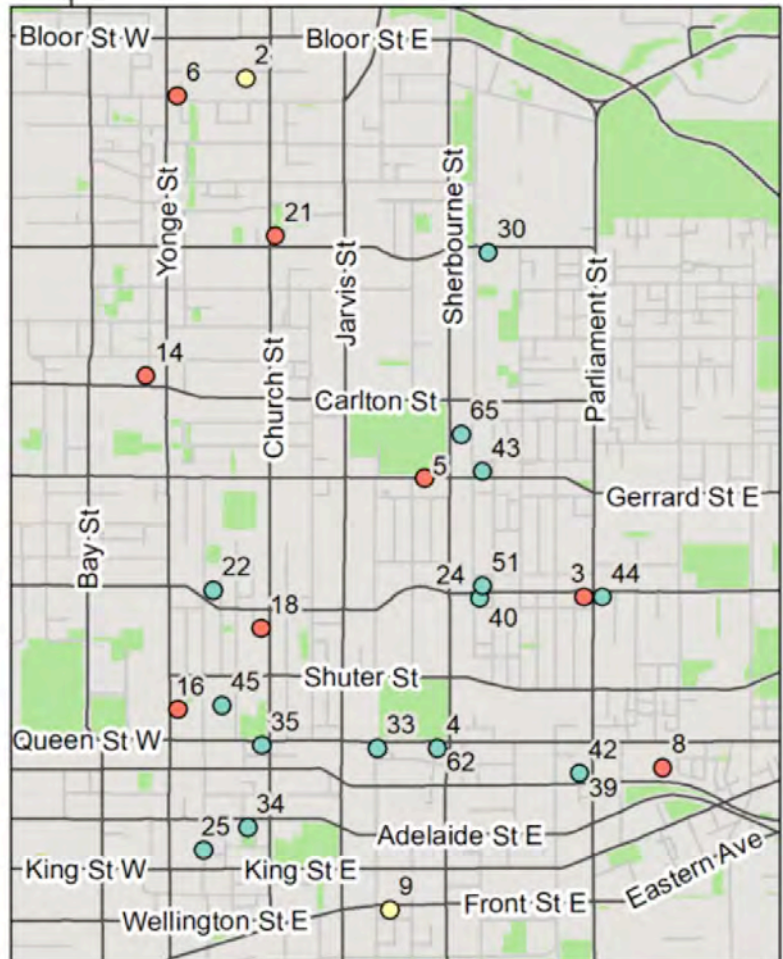 Bloor St W
Bloor St E
2
6
Yonge St
21
Sherbourne St
30
Jarvis St
Parliament St
14
Church St
Carlton St
65
43
5
Gerrard St E
Bay St
22
24
51
3
44
40
18
Shuter St
16
45
35
33
4
Queen St W
62
42
8
39
34
25
Adelaide St E
King St W
King St E
Eastern Ave
9
Front St E
Wellington St E